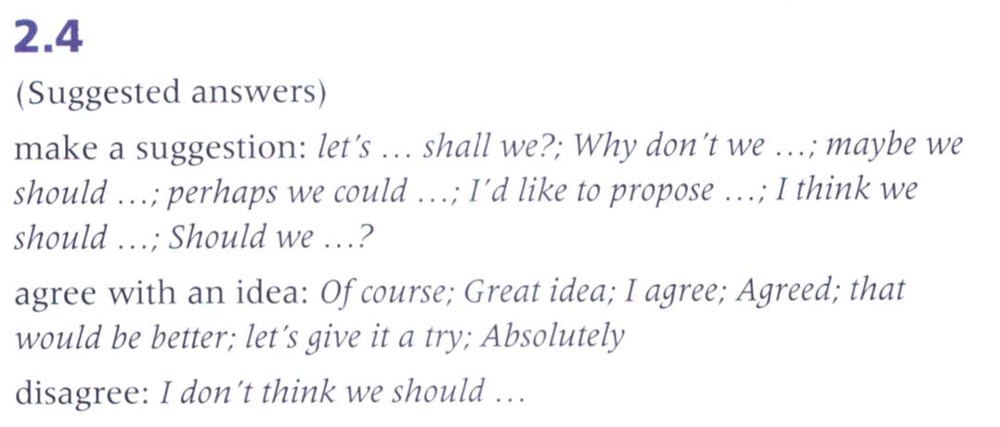 2.4
(Suggested answers)
make a suggestion: let's … shall we?; Why don't we …; maybe we
should …; perhaps we could …; I'd like to propose …; I think we
should …; Should we …?
agree with an idea: Of course; Great idea; I agree; Agreed; that
would be better; let's give it a try; Absolutely
disagree: I don't think we should …